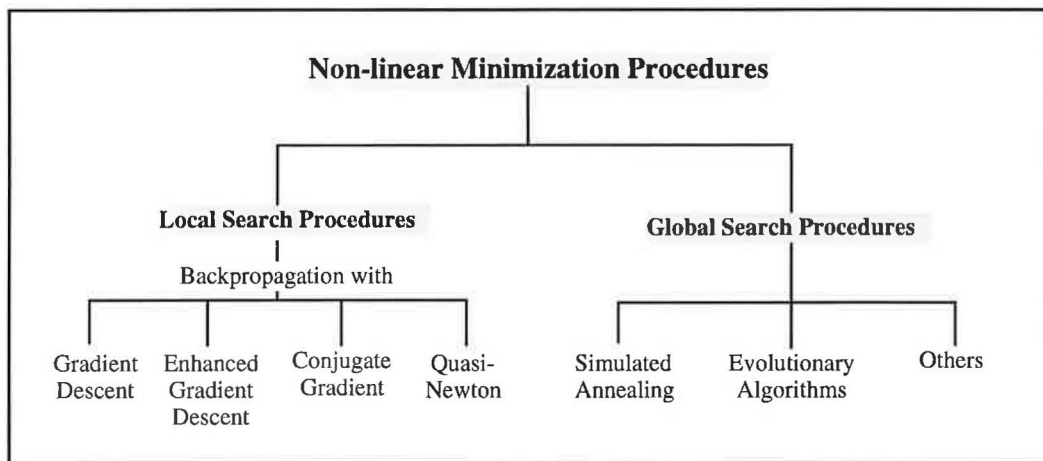 Non-linear Minimization Procedures
Local Search Procedures
Global Search Procedures
Backpropagation with
Gradient
Descent
Enhanced
Gradient
Descent
Conjugate
Gradient
Quasi-
Newton
Simulated
Annealing
Evolutionary
Algorithms
Others